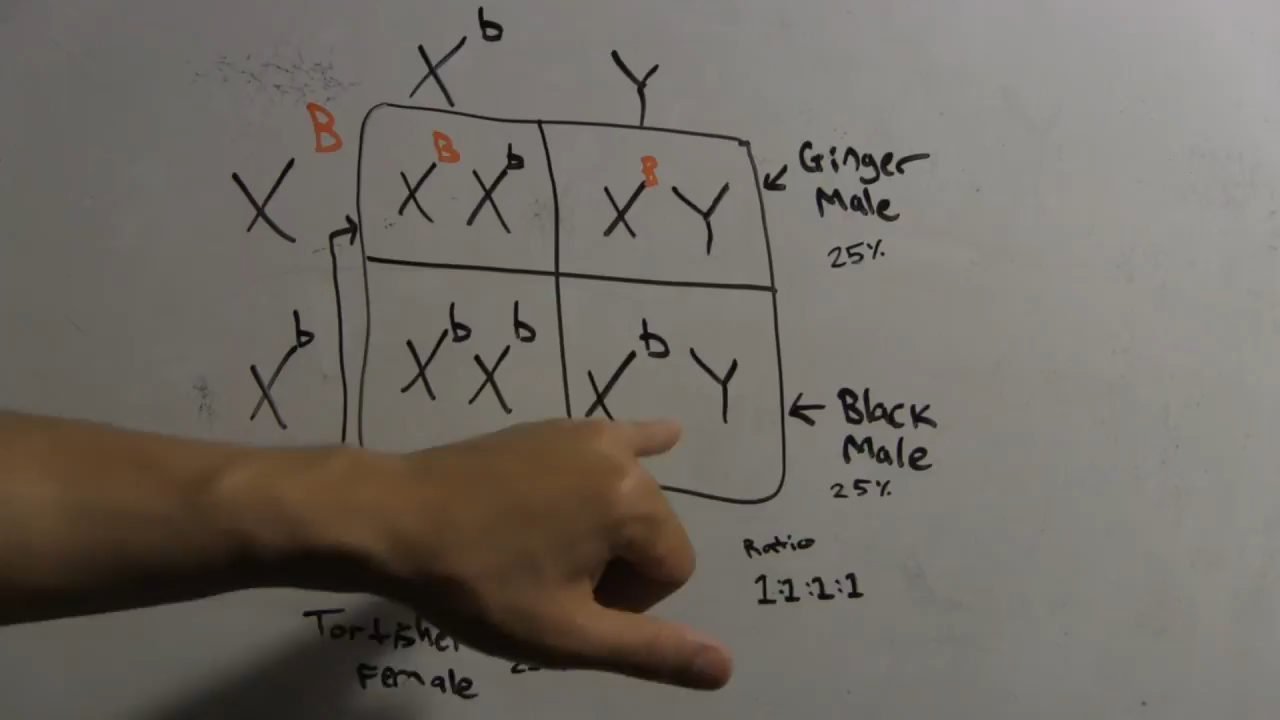 X^b Y
X^B X^B X^b X^B Y
Ginger
Male
25%
X^b X^b X^b X^b Y
Black
Male
25%
Ratio
1:1:1:1
Female